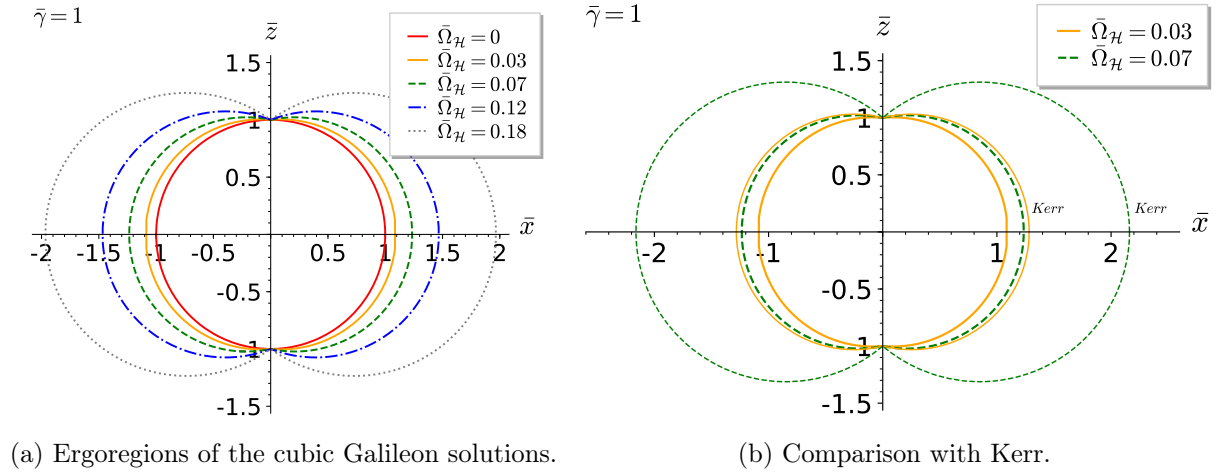 γ̄ = 1
z̄
Ω̄_ℋ = 0
Ω̄_ℋ = 0.03
Ω̄_ℋ = 0.07
Ω̄_ℋ = 0.12
Ω̄_ℋ = 0.18
1.5
1
0.5
x̄
-2 -1.5 -1 -0.5 0.5 1 1.5 2
-0.5
1
-1.5
(a) Ergoregions of the cubic Galileon solutions.
γ̄ = 1
z̄
Ω̄_ℋ = 0.03
Ω̄_ℋ = 0.07
1.5
1
0.5
Kerr Kerr
x̄
-2 -1 1 2
-0.5
1
-1.5
(b) Comparison with Kerr.